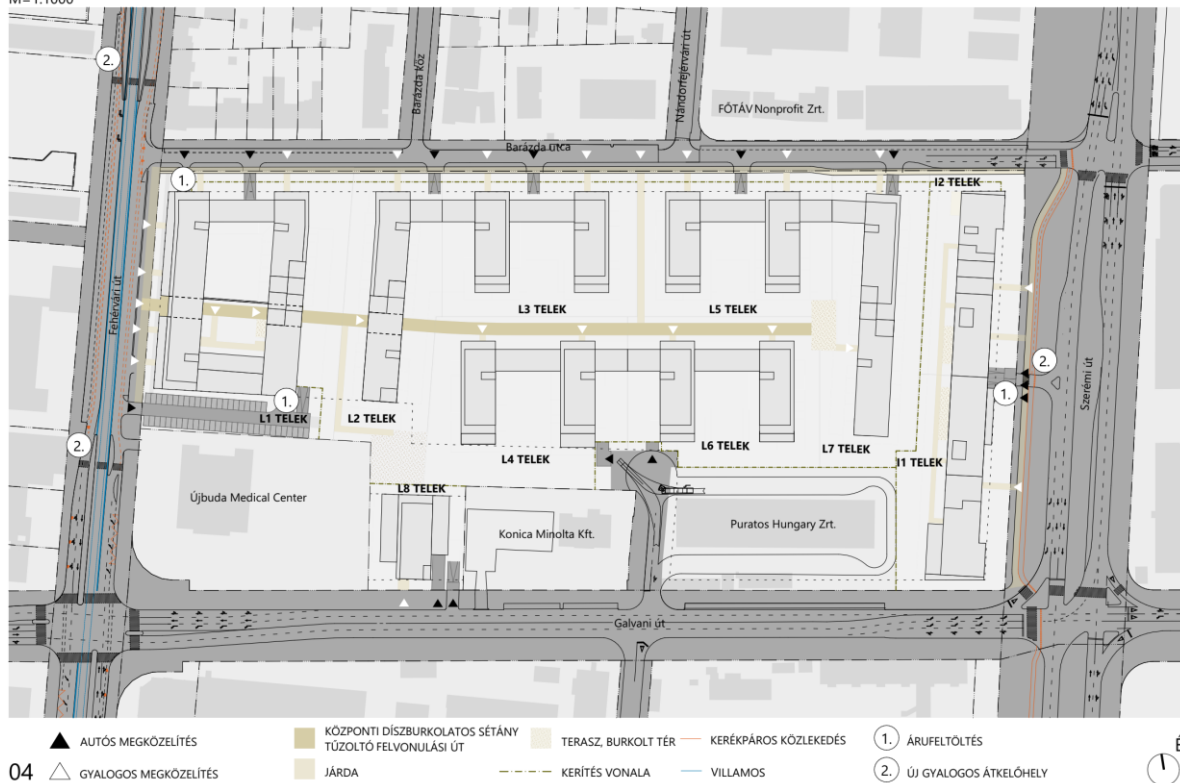 M=1:1000
2.
Barázda köz
Nándorfejérvári út
FŐTÁV Nonprofit Zrt.
Barázda utca
1.
I2 TELEK
Fehérvári út
L3 TELEK
L5 TELEK
2.
Szerémi út
1.
1.
L1 TELEK
L2 TELEK
2.
L4 TELEK
L6 TELEK
L7 TELEK
I1 TELEK
L8 TELEK
Újbuda Medical Center
Konica Minolta Kft.
Puratos Hungary Zrt.
Galvani út
AUTÓS MEGKÖZELÍTÉS
KÖZPONTI DÍSZBURKOLATOS SÉTÁNY
TŰZOLTÓ FELVONULÁSI ÚT
TERASZ, BURKOLT TÉR
KERÉKPÁROS KÖZLEKEDÉS
1. ÁRUFELTÖLTÉS
É
04
GYALOGOS MEGKÖZELÍTÉS
JÁRDA
KERÍTÉS VONALA
VILLAMOS
2. ÚJ GYALOGOS ÁTKELŐHELY